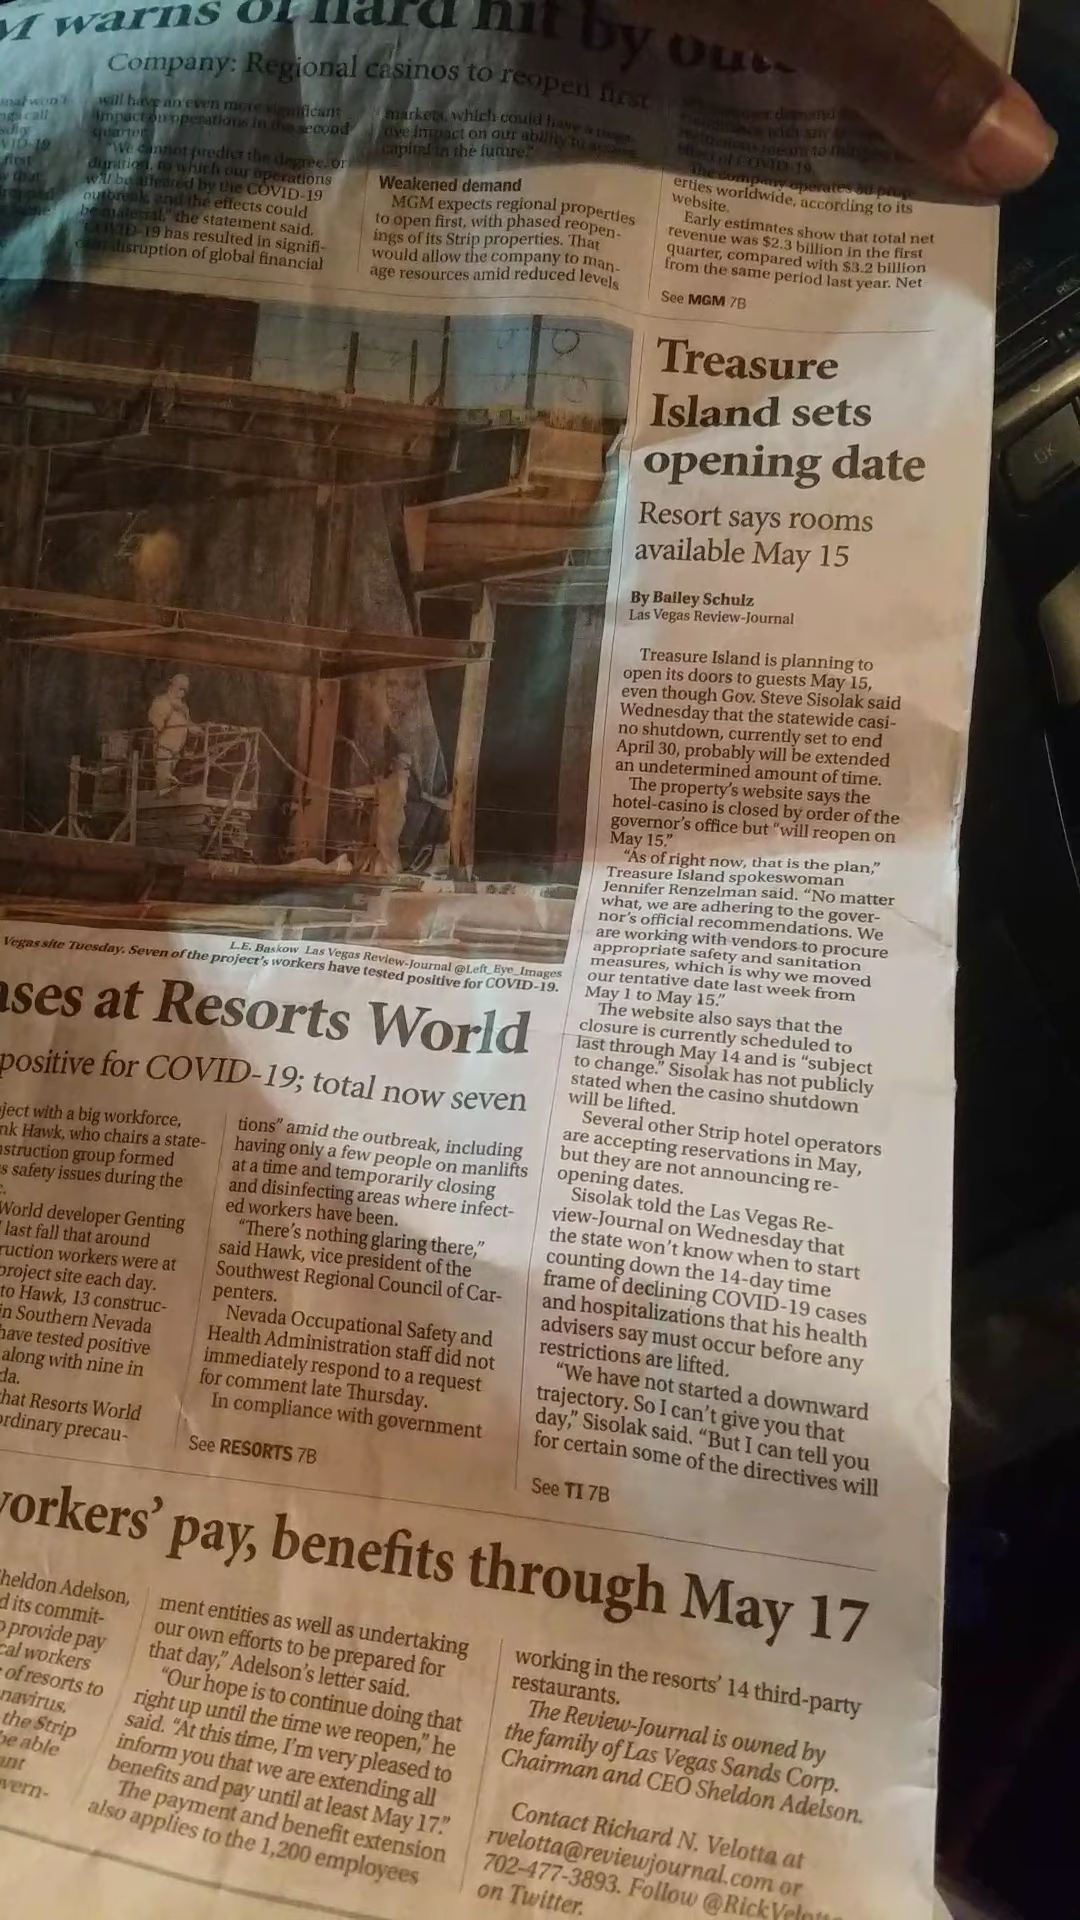 M warns of hard hit by
Company: Regional casinos to reopen first
will have an even more significant
impact on operations in the second
quarter.
"We cannot predict the degree, or
duration, to which our operations
will be affected by the COVID-19
outbreak, and the effects could
be material," the statement said.
COVID-19 has resulted in signifi-
disruption of global financial
markets, which could have a
impact on our ability to access
capital in the future."
Weakened demand
MGM expects regional properties
to open first, with phased reopen-
ings of its Strip properties. That
would allow the company to man-
age resources amid reduced levels
of COVID-19.
The company operates
erties worldwide, according to its
website.
Early estimates show that total net
revenue was $2.3 billion in the first
quarter, compared with $3.2 billion
from the same period last year. Net
See MGM 7B
Treasure
Island sets
opening date
Resort says rooms
available May 15
By Bailey Schulz
Las Vegas Review-Journal
Treasure Island is planning to
open its doors to guests May 15,
even though Gov. Steve Sisolak said
Wednesday that the statewide casi-
no shutdown, currently set to end
April 30, probably will be extended
an undetermined amount of time.
The property's website says the
hotel-casino is closed by order of the
governor's office but "will reopen on
May 15."
"As of right now, that is the plan,"
Treasure Island spokeswoman
Jennifer Renzelman said. "No matter
what, we are adhering to the gover-
nor's official recommendations. We
are working with vendors to procure
appropriate safety and sanitation
measures, which is why we moved
our tentative date last week from
May 1 to May 15."
The website also says that the
closure is currently scheduled to
last through May 14 and is "subject
to change." Sisolak has not publicly
stated when the casino shutdown
will be lifted.
Several other Strip hotel operators
are accepting reservations in May,
but they are not announcing re-
opening dates.
Sisolak told the Las Vegas Re-
view-Journal on Wednesday that
the state won't know when to start
counting down the 14-day time
frame of declining COVID-19 cases
and hospitalizations that his health
advisers say must occur before any
restrictions are lifted.
"We have not started a downward
trajectory. So I can't give you that
day," Sisolak said. "But I can tell you
for certain some of the directives will
See TI 7B
L.E. Baskow Las Vegas Review-Journal @Left_Eye_Images
Vegas site Tuesday. Seven of the project's workers have tested positive for COVID-19.
ases at Resorts World
positive for COVID-19; total now seven
ject with a big workforce,
nk Hawk, who chairs a state-
nstruction group formed
s safety issues during the
World developer Genting
last fall that around
ruction workers were at
project site each day.
to Hawk, 13 construc-
in Southern Nevada
have tested positive
along with nine in
da.
hat Resorts World
ordinary precau-
tions" amid the outbreak, including
having only a few people on manlifts
at a time and temporarily closing
and disinfecting areas where infect-
ed workers have been.
"There's nothing glaring there,"
said Hawk, vice president of the
Southwest Regional Council of Car-
penters.
Nevada Occupational Safety and
Health Administration staff did not
immediately respond to a request
for comment late Thursday.
In compliance with government
See RESORTS 7B
workers' pay, benefits through May 17
Sheldon Adelson,
d its commit-
o provide pay
cal workers
of resorts to
navirus.
the Strip
be able
ant
vern-
ment entities as well as undertaking
our own efforts to be prepared for
that day," Adelson's letter said.
"Our hope is to continue doing that
right up until the time we reopen," he
said. "At this time, I'm very pleased to
inform you that we are extending all
benefits and pay until at least May 17."
The payment and benefit extension
also applies to the 1,200 employees
working in the resorts' 14 third-party
restaurants.
The Review-Journal is owned by
the family of Las Vegas Sands Corp.
Chairman and CEO Sheldon Adelson.
Contact Richard N. Velotta at
rvelotta@reviewjournal.com or
702-477-3893. Follow @RickVelotta
on Twitter.
OK